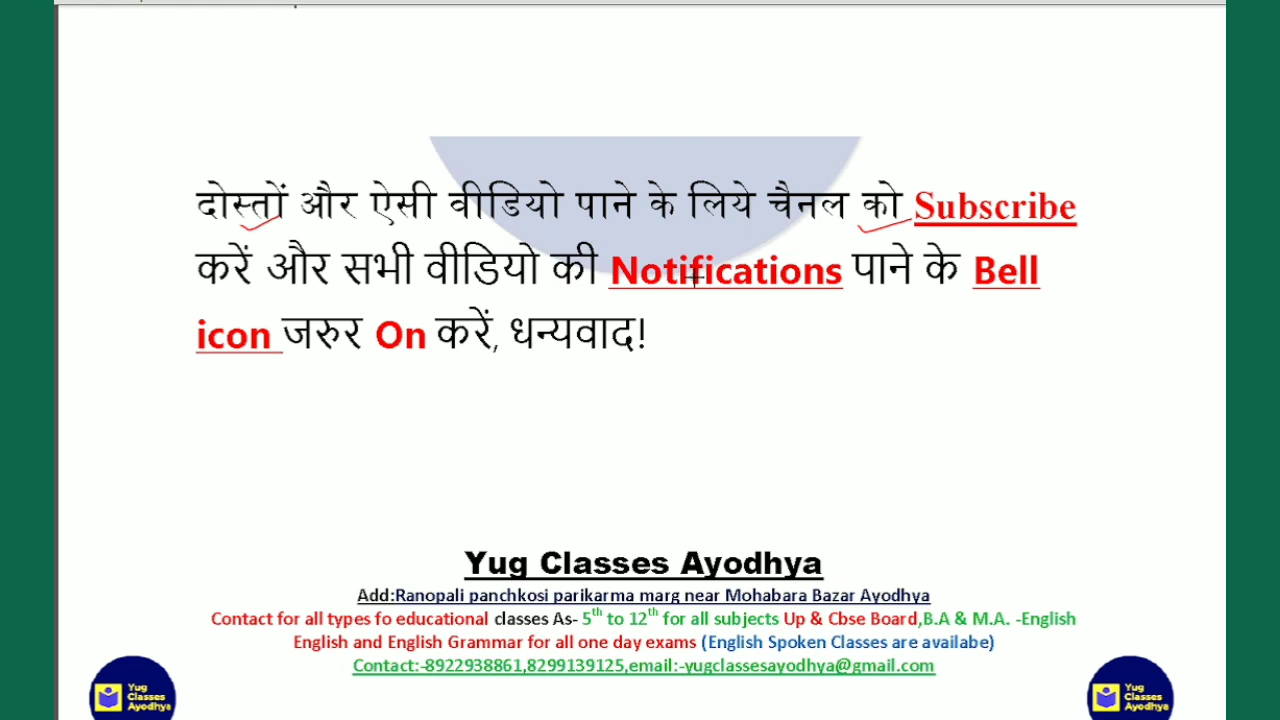 दोस्तों और ऐसी वीडियो पाने के लिये चैनल को Subscribe
करें और सभी वीडियो की Notifications पाने के Bell
icon जरुर On करें, धन्यवाद!
Yug Classes Ayodhya
Add:Ranopali panchkosi parikarma marg near Mohabara Bazar Ayodhya
Contact for all types fo educational classes As- 5th to 12th for all subjects Up & Cbse Board,B.A & M.A. -English
English and English Grammar for all one day exams (English Spoken Classes are availabe)
Contact:-8922938861,8299139125,email:-yugclassesayodhya@gmail.com
Yug
Classes
Ayodhya
Yug
Classes
Ayodhya